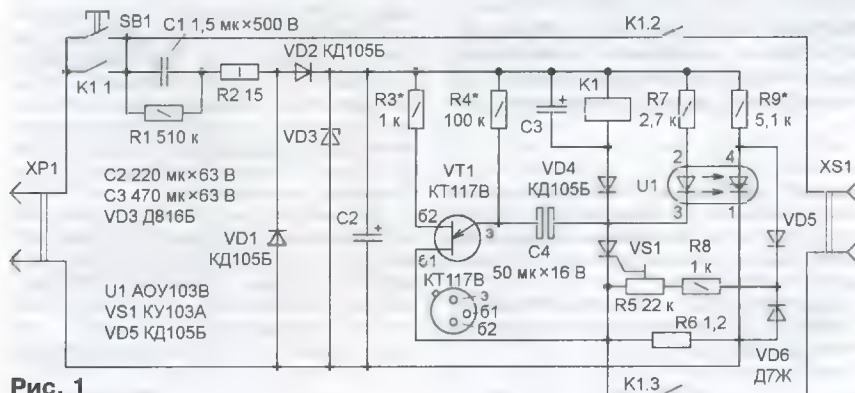 SB1
C1 1,5 мк×500 В
K1.2
VD2 КД105Б
K1.1
R2 15
R1 510 к
R3*
1 к
R4*
100 к
C3
K1
R7
2,7 к
R9*
5,1 к
XP1
VD3
VT1
КТ117В
VD4
КД105Б
2
4
U1
3
1
XS1
C2 220 мк×63 В
C3 470 мк×63 В
VD3 Д816Б
б2
э
б1
C2
C4
50 мк×16 В
VD1
КД105Б
VS1
R8
1 к
VD5
КТ117В
э
б1
б2
R5 22 к
U1 АОУ103В
VS1 КУ103А
VD5 КД105Б
R6 1,2
VD6
Д7Ж
K1.3
Рис. 1